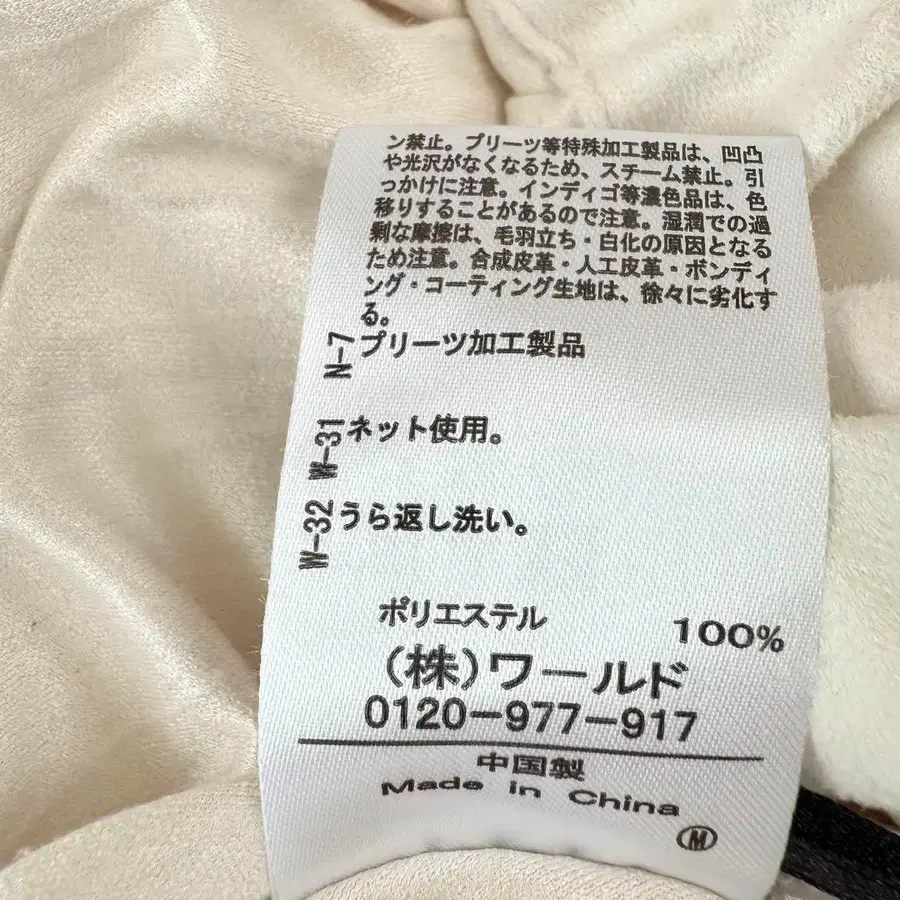 ン禁止。プリーツ等特殊加工製品は、凹凸
や光沢がなくなるため、スチーム禁止。引
っかけに注意。インディゴ等濃色品は、色
移りすることがあるので注意。湿潤での過
剰な摩擦は、毛羽立ち・白化の原因となる
ため注意。合成皮革・人工皮革・ボンディ
ング・コーティング生地は、徐々に劣化す
る。
N-7 プリーツ加工製品
W-31 ネット使用。
W-32 うら返し洗い。
ポリエステル 100%
(株)ワールド
0120-977-917
中国製
Made in China
M